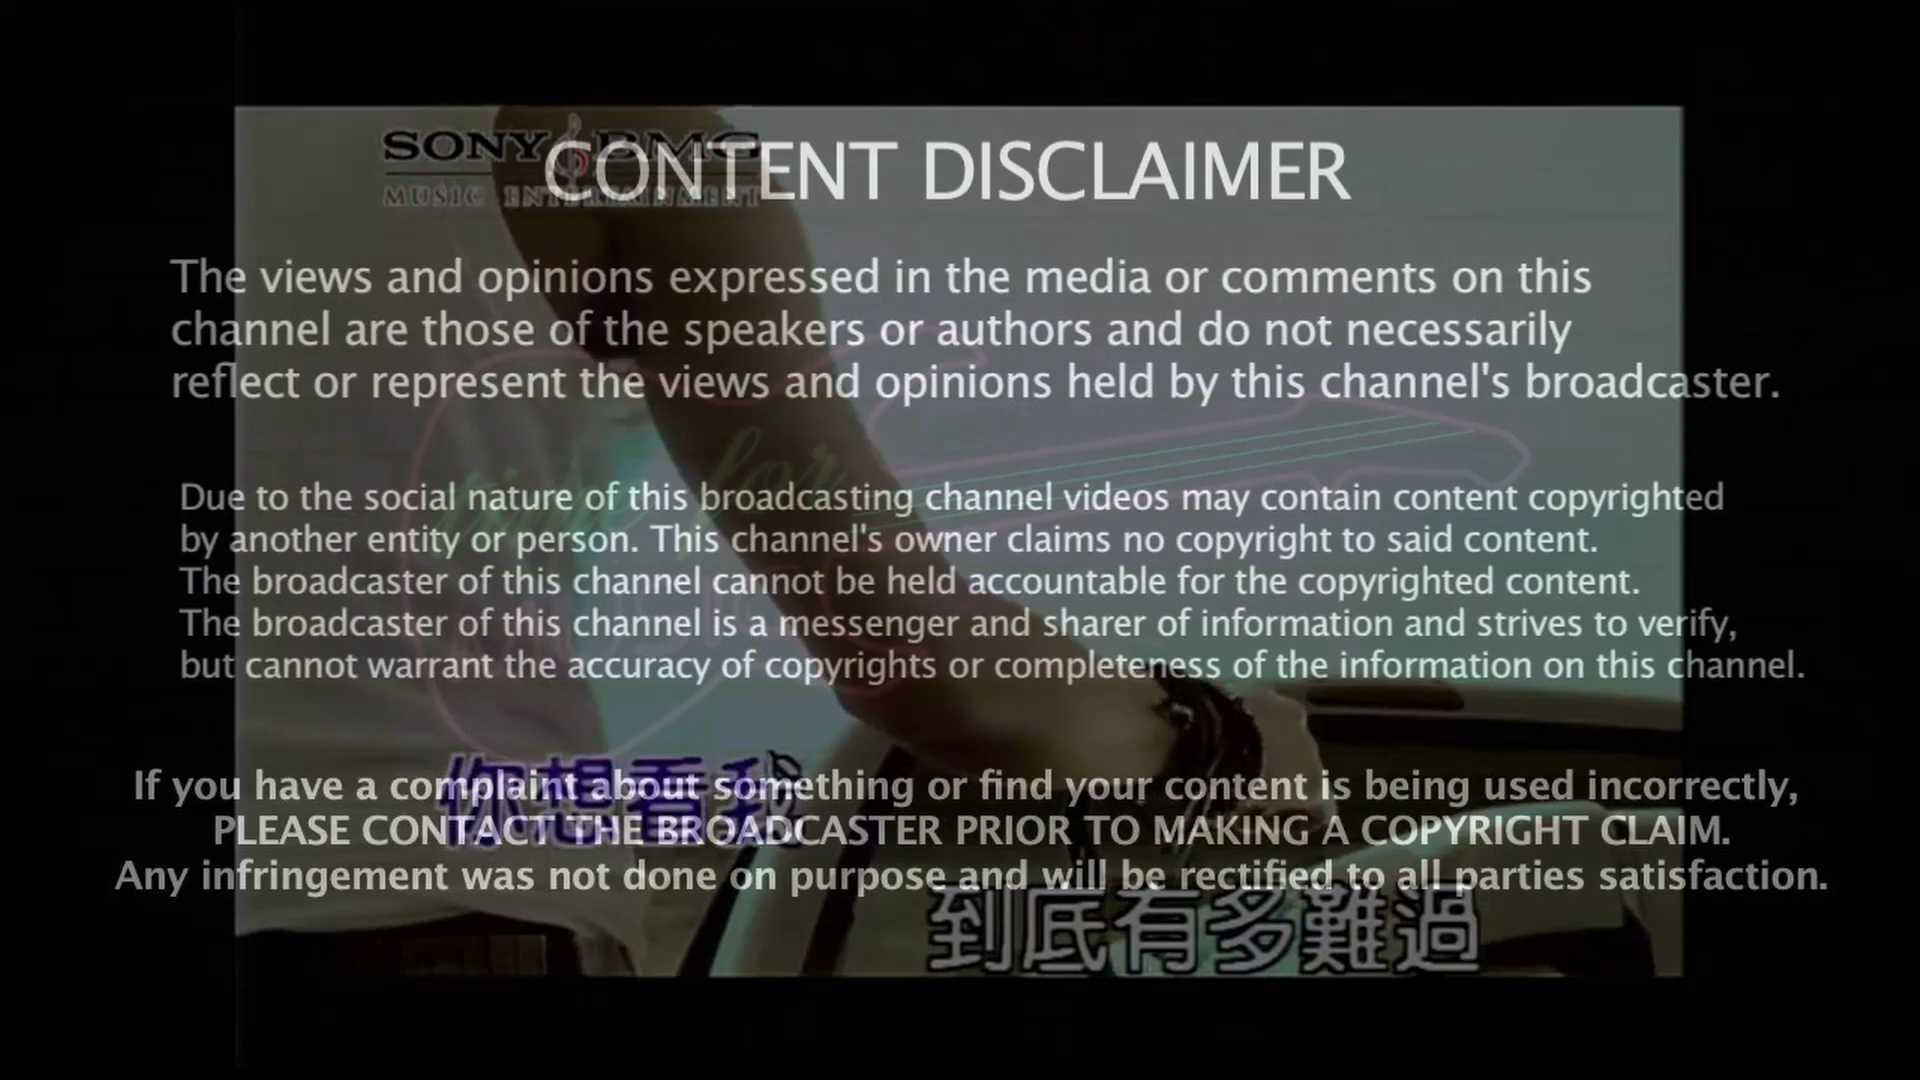 SONY BMG
MUSIC ENTERTAINMENT
CONTENT DISCLAIMER
The views and opinions expressed in the media or comments on this
channel are those of the speakers or authors and do not necessarily
reflect or represent the views and opinions held by this channel's broadcaster.
for
Due to the social nature of this broadcasting channel videos may contain content copyrighted
by another entity or person. This channel's owner claims no copyright to said content.
The broadcaster of this channel cannot be held accountable for the copyrighted content.
The broadcaster of this channel is a messenger and sharer of information and strives to verify,
but cannot warrant the accuracy of copyrights or completeness of the information on this channel.
你想看我
If you have a complaint about something or find your content is being used incorrectly,
PLEASE CONTACT THE BROADCASTER PRIOR TO MAKING A COPYRIGHT CLAIM.
Any infringement was not done on purpose and will be rectified to all parties satisfaction.
到底有多難過